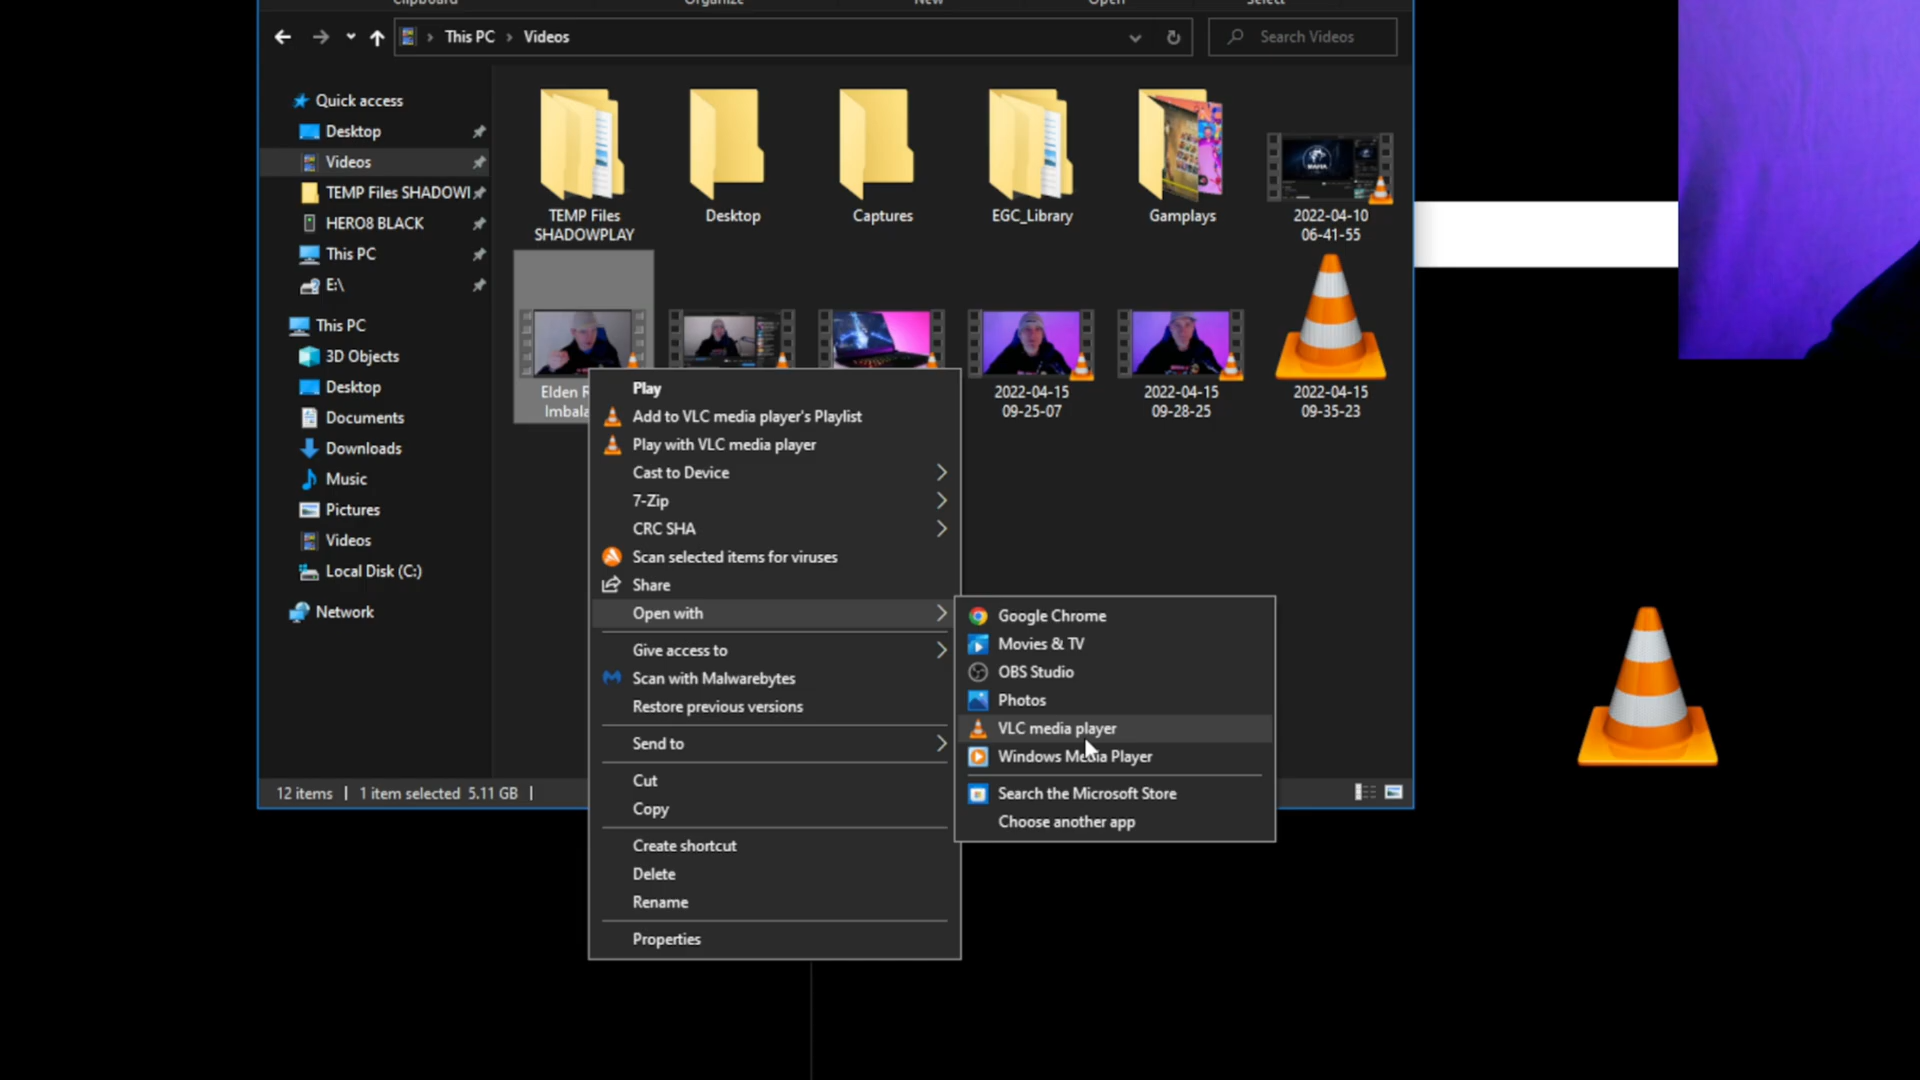 Clipboard
Organize
New
Open
Select
This PC > Videos
Search Videos
Quick access
Desktop
Videos
TEMP Files SHADOWI
HERO8 BLACK
This PC
E:\
This PC
3D Objects
Desktop
Documents
Downloads
Music
Pictures
Videos
Local Disk (C:)
Network
TEMP Files
SHADOWPLAY
Desktop
Captures
EGC_Library
Gamplays
2022-04-10
06-41-55
Elden R
Imbala
2022-04-15
09-25-07
2022-04-15
09-28-25
2022-04-15
09-35-23
Play
Add to VLC media player's Playlist
Play with VLC media player
Cast to Device
7-Zip
CRC SHA
Scan selected items for viruses
Share
Open with
Give access to
Scan with Malwarebytes
Restore previous versions
Send to
Cut
Copy
Create shortcut
Delete
Rename
Properties
Google Chrome
Movies & TV
OBS Studio
Photos
VLC media player
Windows Media Player
Search the Microsoft Store
Choose another app
12 items | 1 item selected 5.11 GB |